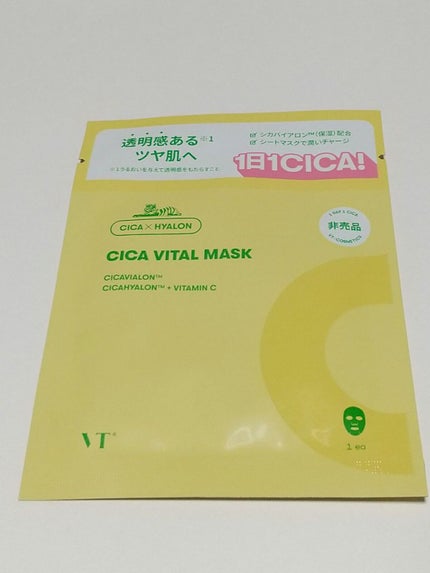 透明感ある※1
ツヤ肌へ
※1うるおいを与えて透明感をもたらすこと
シカバイアロン™(保湿)配合
シートマスクで潤いチャージ
1日1CICA!
CICA × HYALON
1 DAY 1 CICA
非売品
VT-COSMETICS
CICA VITAL MASK
CICAVIALON™
CICAHYALON™ + VITAMIN C
VT®
1 ea